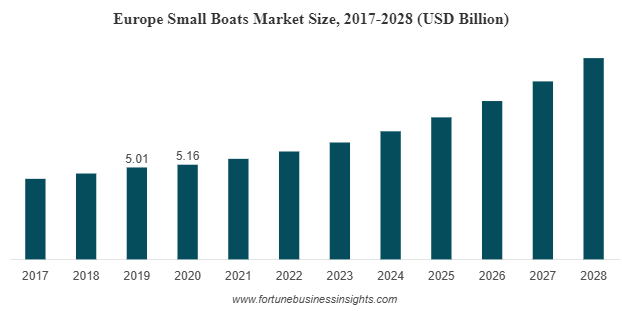 Europe Small Boats Market Size, 2017-2028 (USD Billion)
5.01 5.16
2017 2018 2019 2020 2021 2022 2023 2024 2025 2026 2027 2028
www.fortunebusinessinsights.com